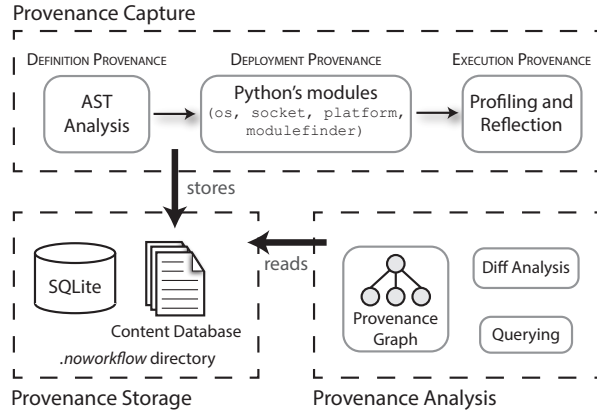 Provenance Capture
DEFINITION PROVENANCE
DEPLOYMENT PROVENANCE
EXECUTION PROVENANCE
AST
Analysis
Python's modules
(os, socket, platform,
modulefinder)
Profiling and
Reflection
stores
reads
SQLite
Content Database
.noworkflow directory
Provenance
Graph
Diff Analysis
Querying
Provenance Storage
Provenance Analysis